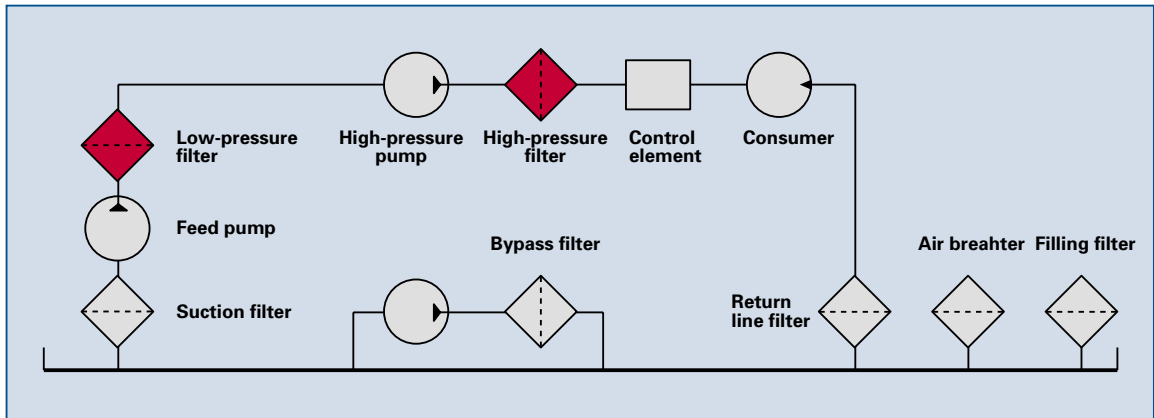 Low-pressure
filter
High-pressure
pump
High-pressure
filter
Control
element
Consumer
Feed pump
Bypass filter
Air breahter
Filling filter
Suction filter
Return
line filter